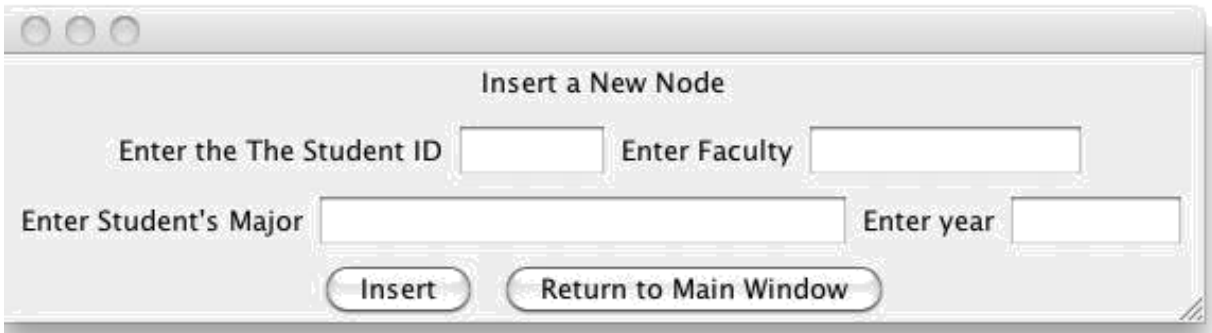 Insert a New Node
Enter the The Student ID Enter Faculty
Enter Student's Major Enter year
Insert Return to Main Window